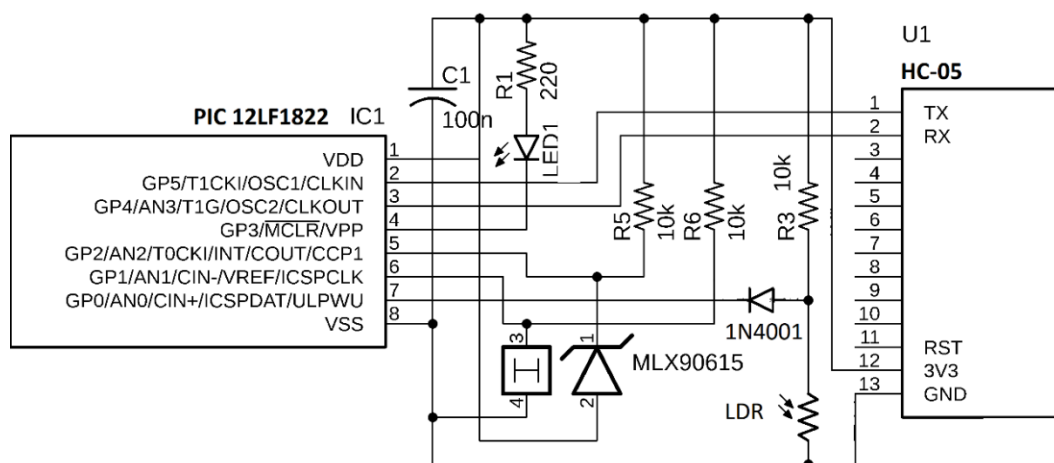 U1
HC-05
C1
100n
R1
220
LED1
PIC 12LF1822 IC1
VDD 1
GP5/T1CKI/OSC1/CLKIN 2
GP4/AN3/T1G/OSC2/CLKOUT 3
GP3/MCLR/VPP 4
GP2/AN2/T0CKI/INT/COUT/CCP1 5
GP1/AN1/CIN-/VREF/ICSPCLK 6
GP0/AN0/CIN+/ICSPDAT/ULPWU 7
VSS 8
R5
10k
R6
10k
R3
10k
1 TX
2 RX
3
4
5
6
7
8
9
10
11 RST
12 3V3
13 GND
1N4001
3
4
1
2
MLX90615
LDR